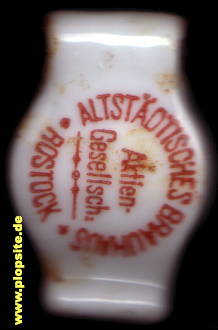 ALTSTÄDTISCHES BRAUHAUS * ROSTOCK *
Aktien-
Gesellsch.
© www.plopsite.de